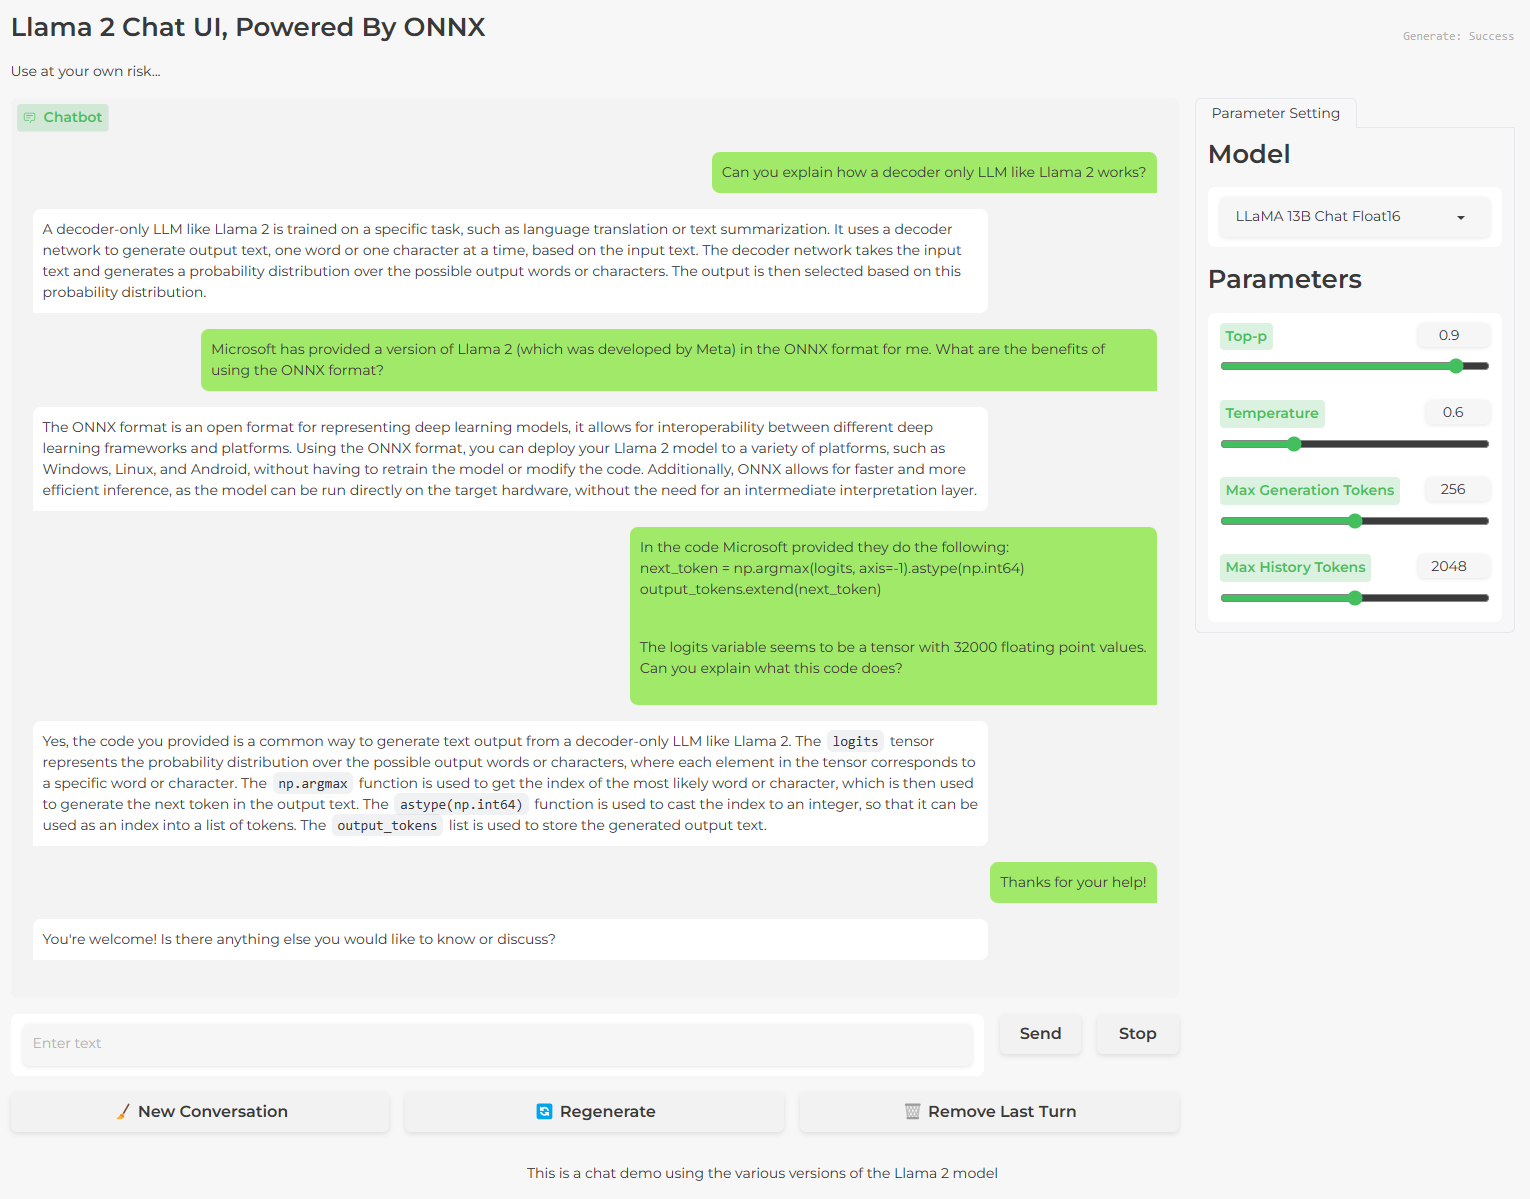 Llama 2 Chat UI, Powered By ONNX
Generate: Success
Use at your own risk...
Chatbot
Can you explain how a decoder only LLM like Llama 2 works?
A decoder-only LLM like Llama 2 is trained on a specific task, such as language translation or text summarization. It uses a decoder
network to generate output text, one word or one character at a time, based on the input text. The decoder network takes the input
text and generates a probability distribution over the possible output words or characters. The output is then selected based on this
probability distribution.
Microsoft has provided a version of Llama 2 (which was developed by Meta) in the ONNX format for me. What are the benefits of
using the ONNX format?
The ONNX format is an open format for representing deep learning models, it allows for interoperability between different deep
learning frameworks and platforms. Using the ONNX format, you can deploy your Llama 2 model to a variety of platforms, such as
Windows, Linux, and Android, without having to retrain the model or modify the code. Additionally, ONNX allows for faster and more
efficient inference, as the model can be run directly on the target hardware, without the need for an intermediate interpretation layer.
In the code Microsoft provided they do the following:
next_token = np.argmax(logits, axis=-1).astype(np.int64)
output_tokens.extend(next_token)
The logits variable seems to be a tensor with 32000 floating point values.
Can you explain what this code does?
Yes, the code you provided is a common way to generate text output from a decoder-only LLM like Llama 2. The logits tensor
represents the probability distribution over the possible output words or characters, where each element in the tensor corresponds to
a specific word or character. The np.argmax function is used to get the index of the most likely word or character, which is then used
to generate the next token in the output text. The astype(np.int64) function is used to cast the index to an integer, so that it can be
used as an index into a list of tokens. The output_tokens list is used to store the generated output text.
Thanks for your help!
You're welcome! Is there anything else you would like to know or discuss?
Enter text
Send
Stop
New Conversation
Regenerate
Remove Last Turn
This is a chat demo using the various versions of the Llama 2 model
Parameter Setting
Model
LLaMA 13B Chat Float16
Parameters
Top-p
0.9
Temperature
0.6
Max Generation Tokens
256
Max History Tokens
2048